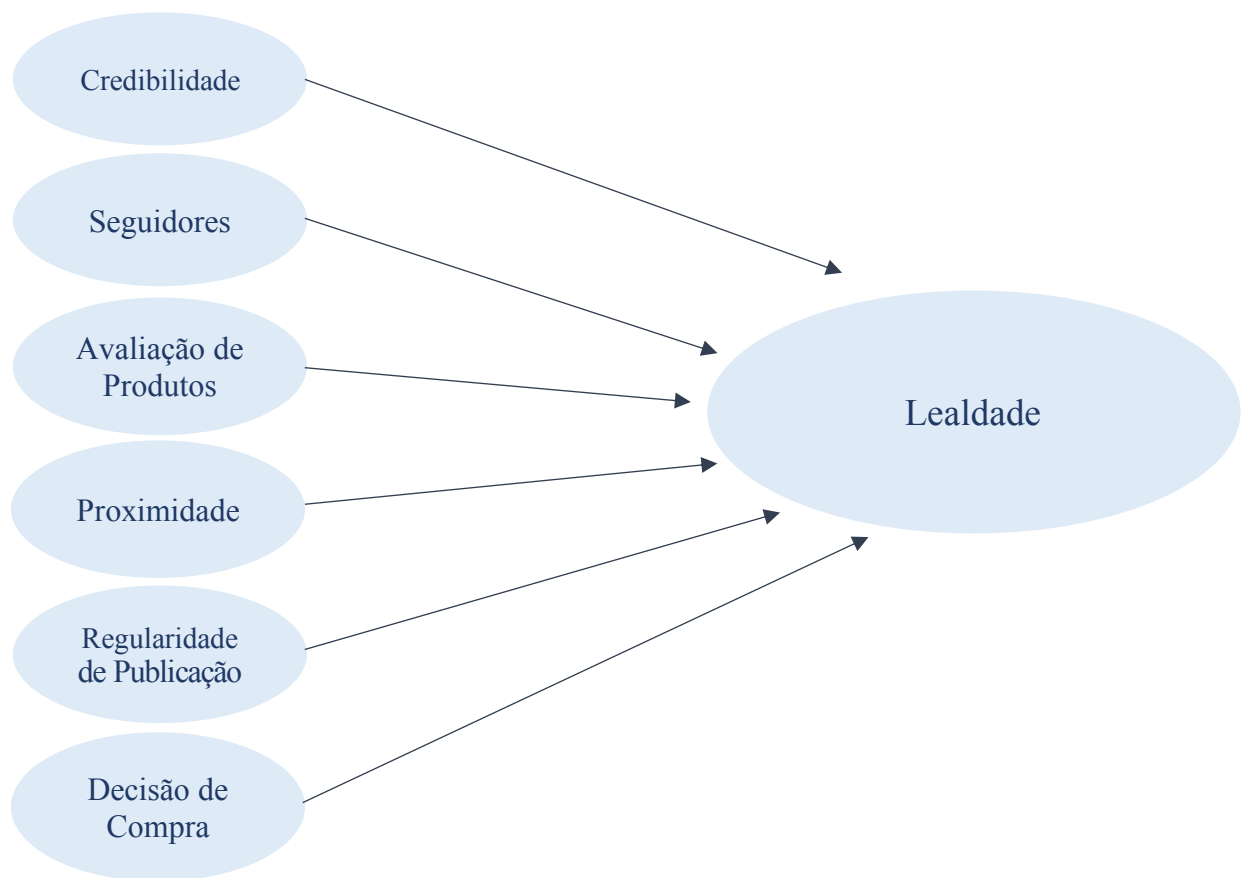 Credibilidade
Seguidores
Avaliação de
Produtos
Proximidade
Regularidade
de Publicação
Decisão de
Compra
Lealdade